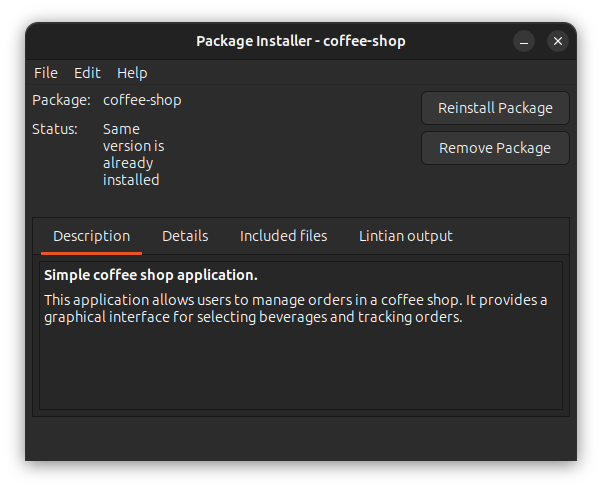 Package Installer - coffee-shop
File Edit Help
Package: coffee-shop
Reinstall Package
Status: Same
version is
already
installed
Remove Package
Description Details Included files Lintian output
Simple coffee shop application.
This application allows users to manage orders in a coffee shop. It provides a
graphical interface for selecting beverages and tracking orders.